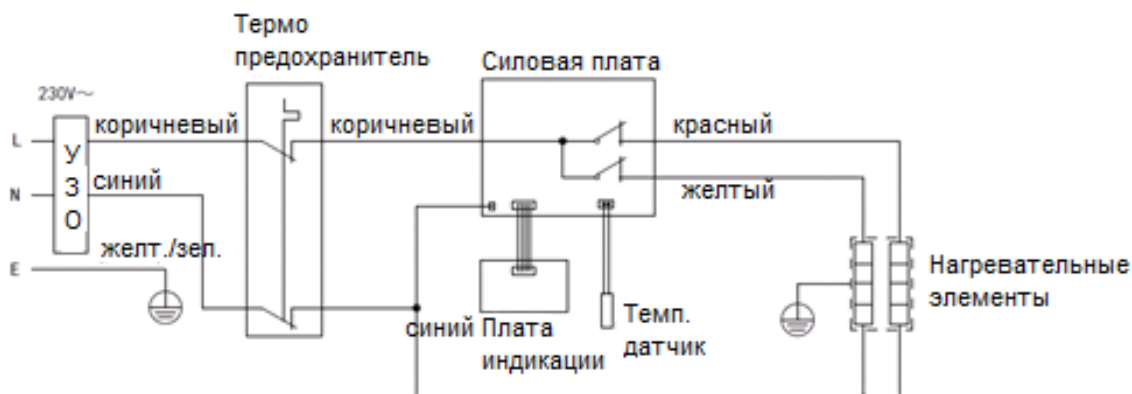 Термо
предохранитель
Силовая плата
230V~
L
коричневый
коричневый
красный
УЗО
N
синий
желтый
желт./зел.
E
Нагревательные
элементы
синий
Плата
индикации
Темп.
датчик